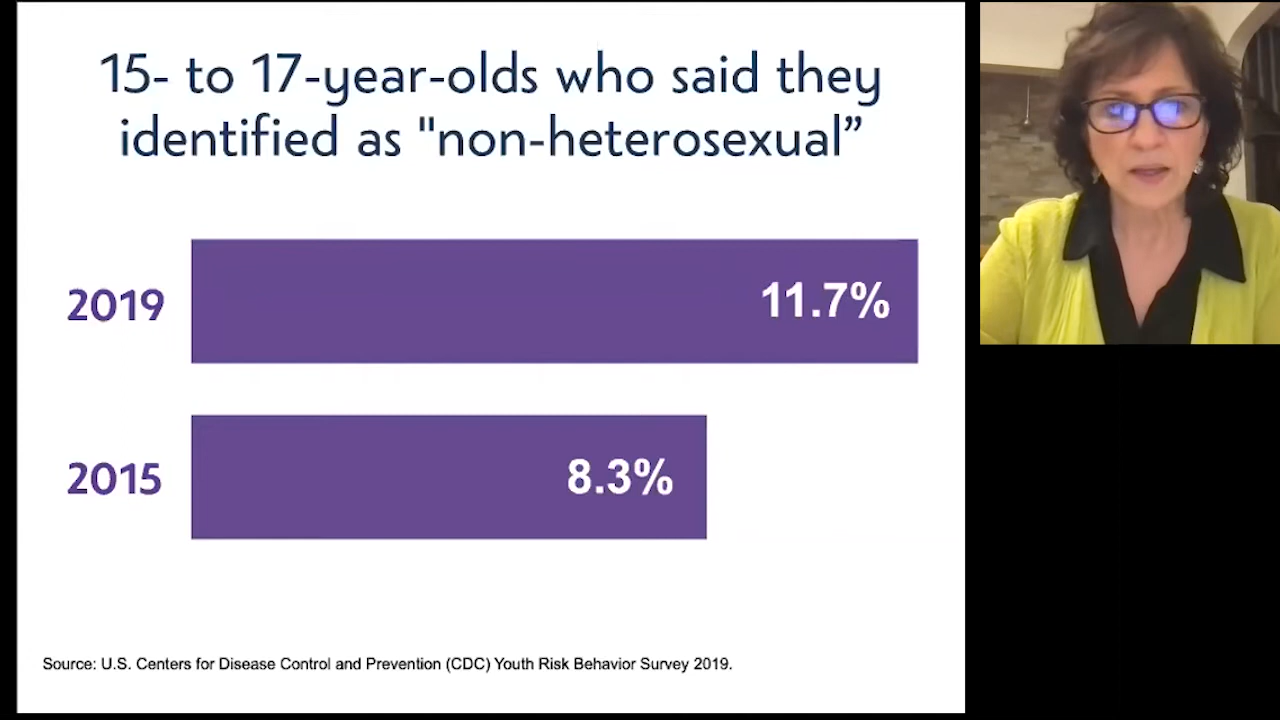 15- to 17-year-olds who said they
identified as "non-heterosexual”
2019
11.7%
2015
8.3%
Source: U.S. Centers for Disease Control and Prevention (CDC) Youth Risk Behavior Survey 2019.